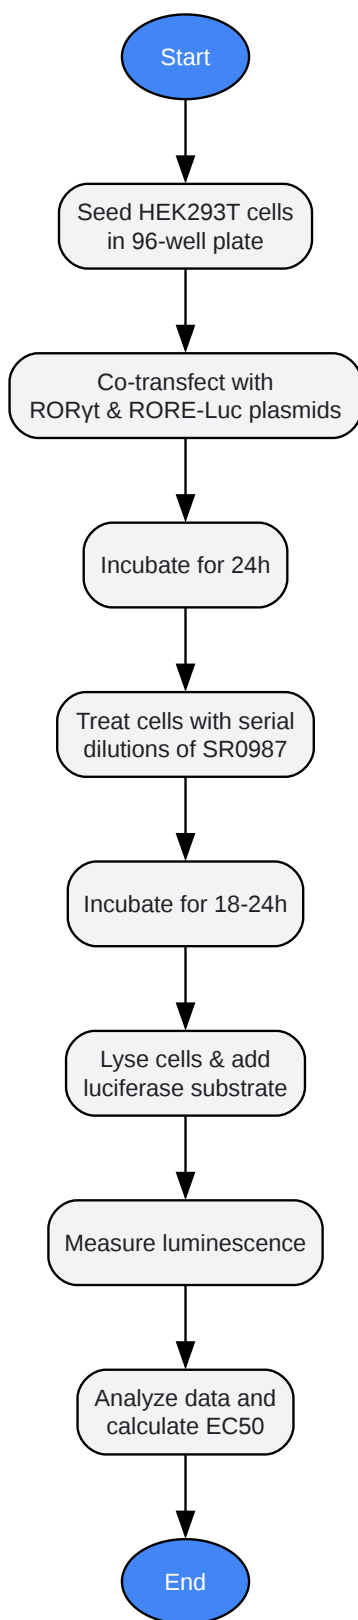 Start
Seed HEK293T cells
in 96-well plate
Co-transfect with
RORγt & RORE-Luc plasmids
Incubate for 24h
Treat cells with serial
dilutions of SR0987
Incubate for 18-24h
Lyse cells & add
luciferase substrate
Measure luminescence
Analyze data and
calculate EC50
End